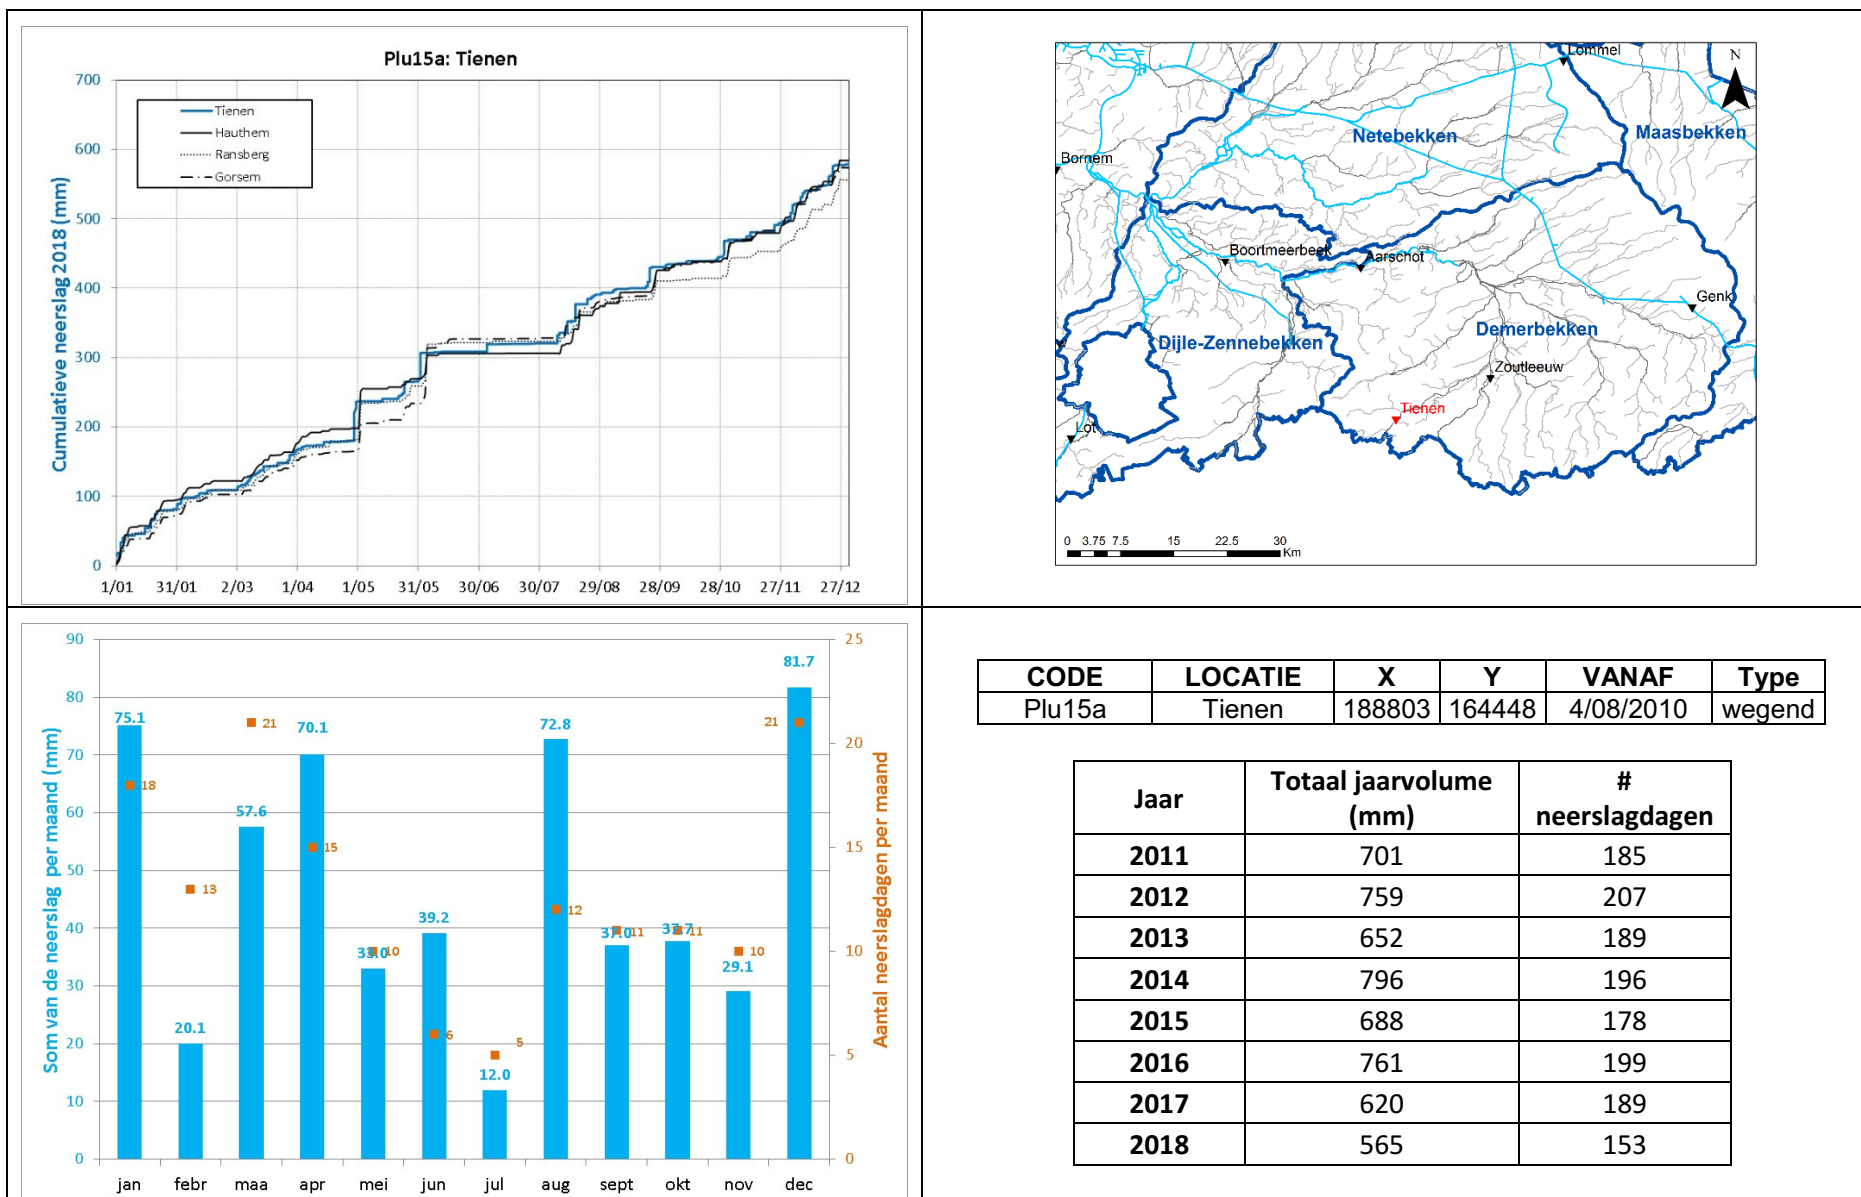 Plu15a: Tienen
Cumulatieve neerslag 2018 (mm)
700
600
500
400
300
200
100
0
Tienen
Hauthem
Ransberg
Gorsem
1/01 31/01 2/03 1/04 1/05 31/05 30/06 30/07 29/08 28/09 28/10 27/11 27/12
N
Lommel
Netebekken
Maasbekken
Bornem
Boortmeerbeek
Aarschot
Genk
Dijle-Zennebekken
Demerbekken
Zoutleeuw
Tienen
Lot
0 3.75 7.5 15 22.5 30
Km
Som van de neerslag per maand (mm)
90
80
70
60
50
40
30
20
10
0
75.1
20.1
57.6
70.1
33.0
39.2
12.0
72.8
37.0
37.7
29.1
81.7
18
13
21
15
10
6
5
12
11
11
10
21
25
20
15
10
5
0
Aantal neerslagdagen per maand
jan febr maa apr mei jun jul aug sept okt nov dec
CODE LOCATIE X Y VANAF Type
Plu15a Tienen 188803 164448 4/08/2010 wegend
Jaar Totaal jaarvolume (mm) # neerslagdagen
2011 701 185
2012 759 207
2013 652 189
2014 796 196
2015 688 178
2016 761 199
2017 620 189
2018 565 153